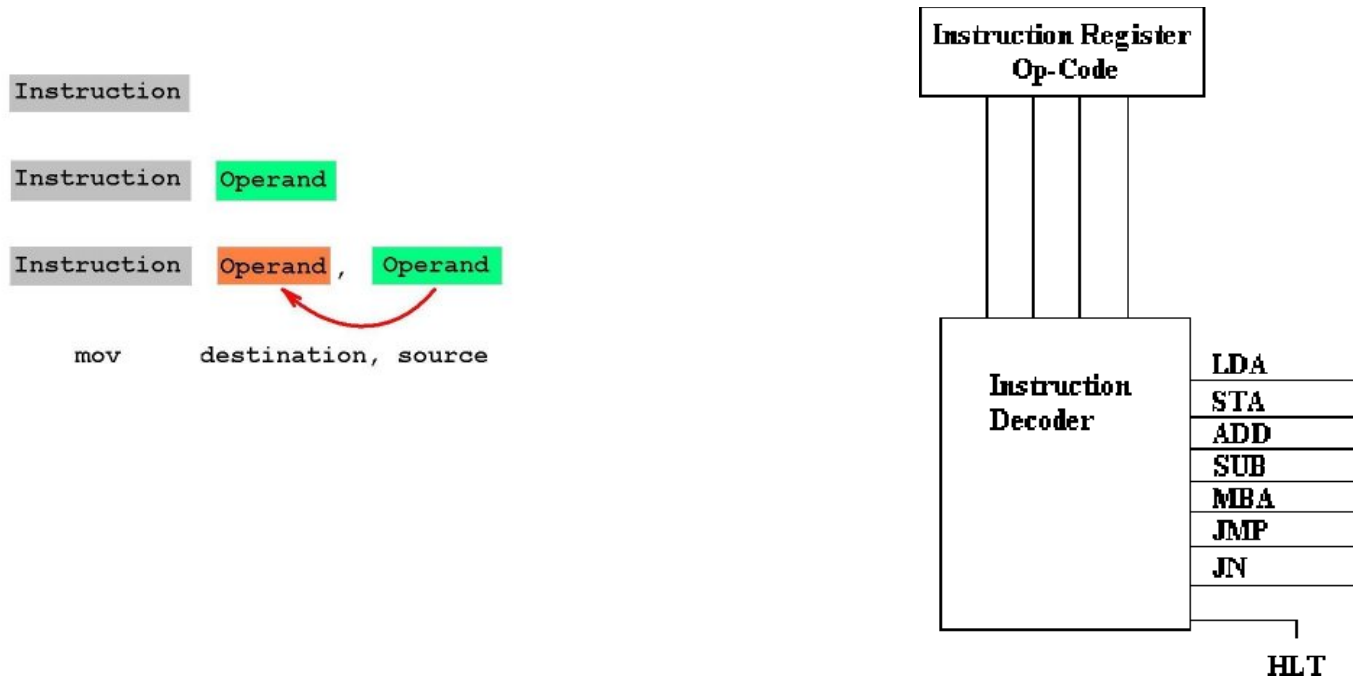 Instruction
Instruction Operand
Instruction Operand , Operand
mov destination, source
Instruction Register
Op-Code
Instruction
Decoder
LDA
STA
ADD
SUB
MBA
JMP
JN
HLT